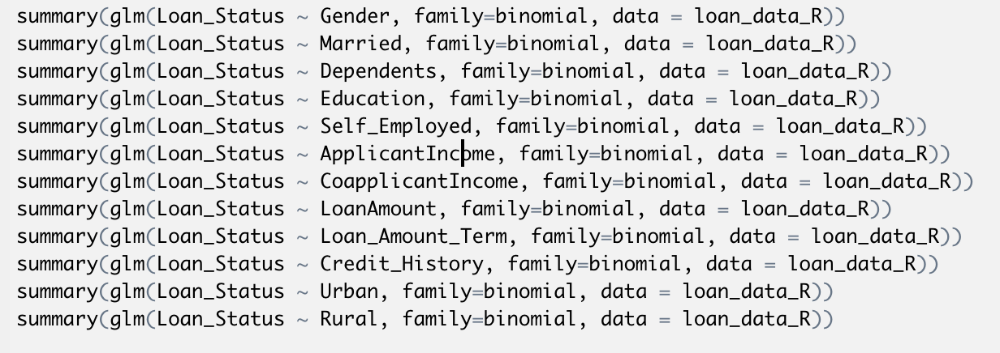 summary(glm(Loan_Status ~ Gender, family=binomial, data = loan_data_R))
summary(glm(Loan_Status ~ Married, family=binomial, data = loan_data_R))
summary(glm(Loan_Status ~ Dependents, family=binomial, data = loan_data_R))
summary(glm(Loan_Status ~ Education, family=binomial, data = loan_data_R))
summary(glm(Loan_Status ~ Self_Employed, family=binomial, data = loan_data_R))
summary(glm(Loan_Status ~ ApplicantIncome, family=binomial, data = loan_data_R))
summary(glm(Loan_Status ~ CoapplicantIncome, family=binomial, data = loan_data_R))
summary(glm(Loan_Status ~ LoanAmount, family=binomial, data = loan_data_R))
summary(glm(Loan_Status ~ Loan_Amount_Term, family=binomial, data = loan_data_R))
summary(glm(Loan_Status ~ Credit_History, family=binomial, data = loan_data_R))
summary(glm(Loan_Status ~ Urban, family=binomial, data = loan_data_R))
summary(glm(Loan_Status ~ Rural, family=binomial, data = loan_data_R))